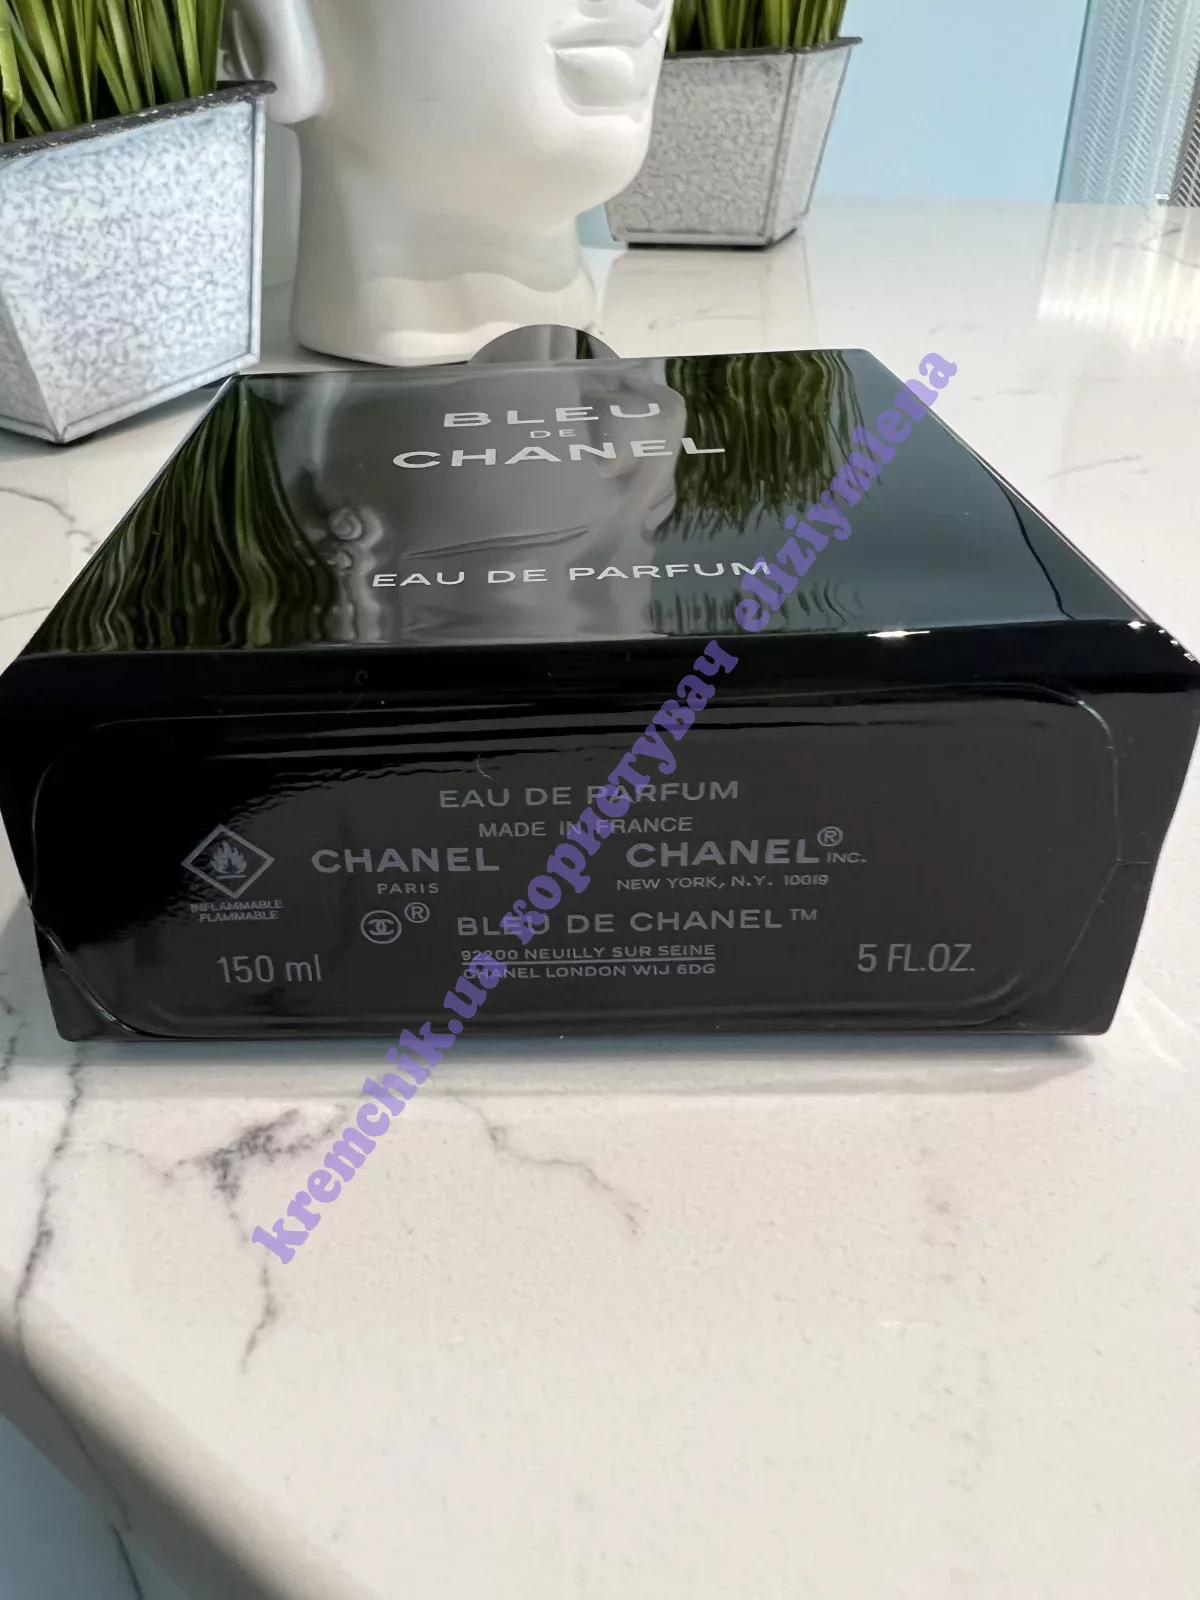 BLEU
DE
CHANEL
EAU DE PARFUM
EAU DE PARFUM
MADE IN FRANCE
CHANEL
PARIS
CHANEL® INC.
NEW YORK, N.Y. 10019
INFLAMMABLE
FLAMMABLE
®
BLEU DE CHANEL™
92200 NEUILLY SUR SEINE
CHANEL LONDON W1J 6DG
150 ml
5 FL.OZ.
kremchik.ua користувач eliziymlena